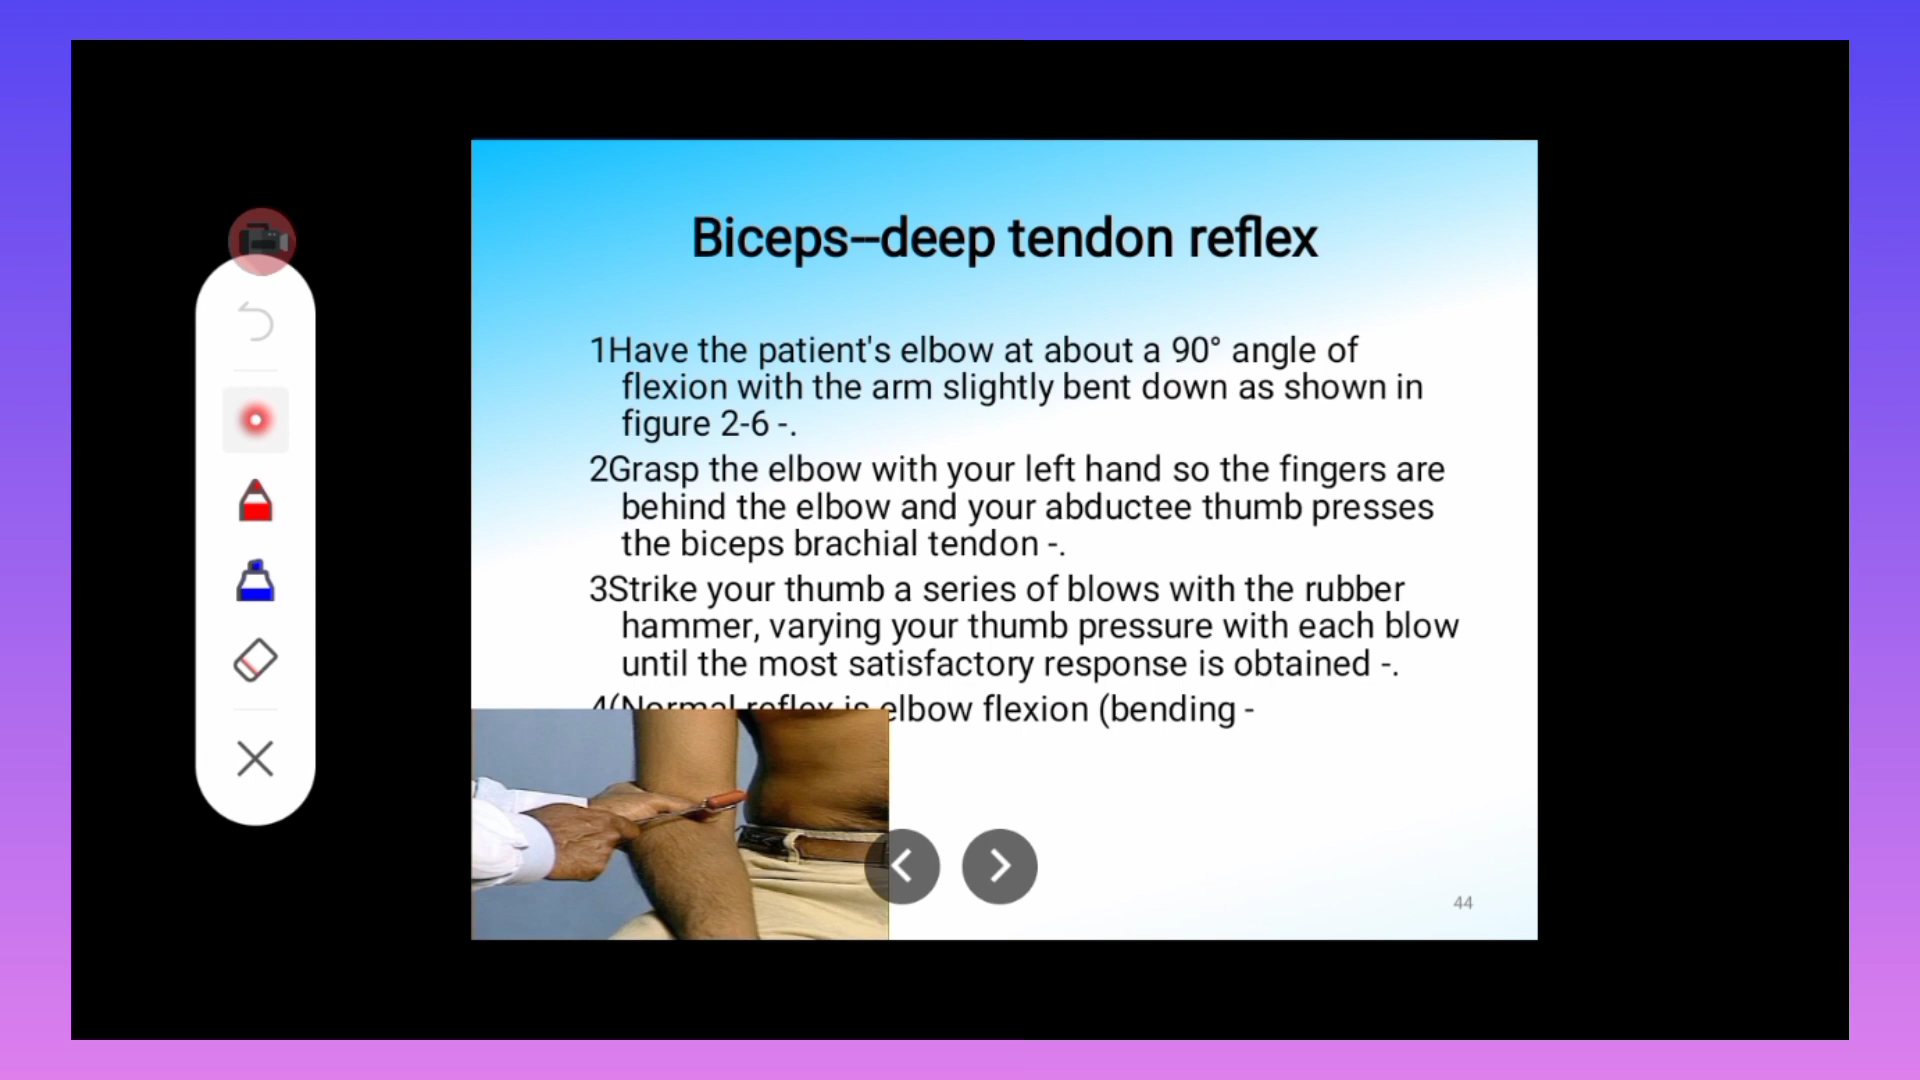 Biceps--deep tendon reflex
1Have the patient's elbow at about a 90° angle of
flexion with the arm slightly bent down as shown in
figure 2-6 -.
2Grasp the elbow with your left hand so the fingers are
behind the elbow and your abductee thumb presses
the biceps brachial tendon -.
3Strike your thumb a series of blows with the rubber
hammer, varying your thumb pressure with each blow
until the most satisfactory response is obtained -.
4(Normal reflex is elbow flexion (bending -
44